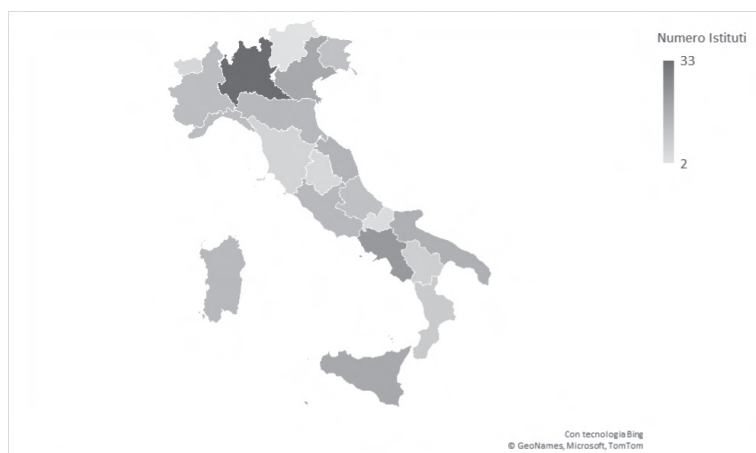 Numero Istituti
33
2
Con tecnologia Bing
© GeoNames, Microsoft, TomTom